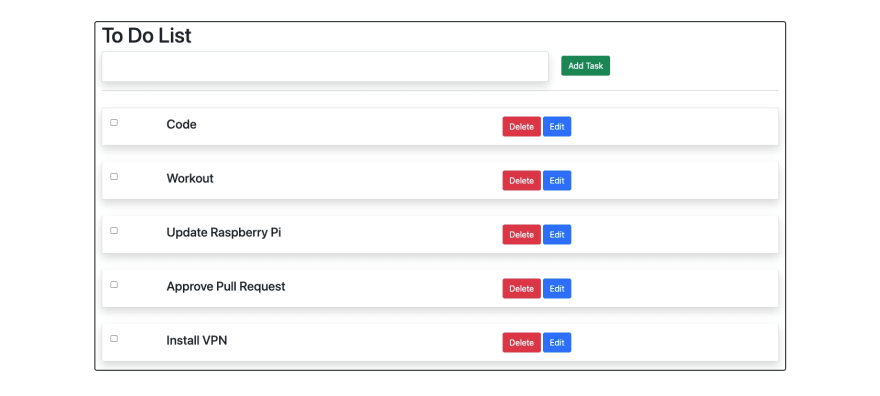 To Do List
Add Task
Code Delete Edit
Workout Delete Edit
Update Raspberry Pi Delete Edit
Approve Pull Request Delete Edit
Install VPN Delete Edit